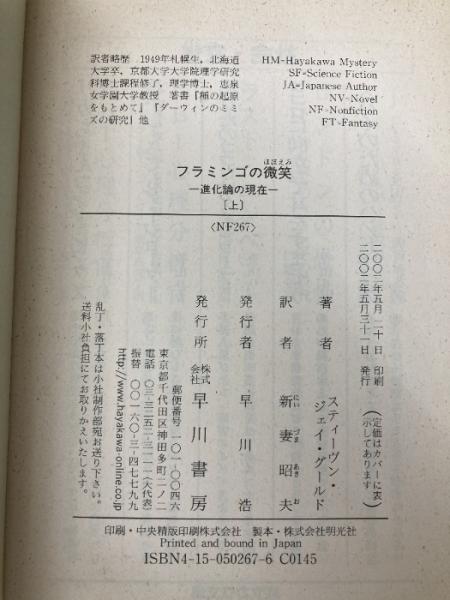 訳者略歴　1949年札幌生，北海道
大学卒，京都大学大学院理学研究
科博士課程修了，理学博士，恵泉
女学園大学教授　著書『種の起原
をもとめて』『ダーウィンのミミ
ズの研究』他
HM=Hayakawa Mystery
SF=Science Fiction
JA=Japanese Author
NV=Novel
NF=Nonfiction
FT=Fantasy
フラミンゴの微笑
ほほえみ
—進化論の現在—
〔上〕
〈NF267〉
二〇〇二年五月二十日　印刷
二〇〇二年五月三十一日　発行
（定価はカバーに表示してあります）
著者　スティーヴン・ジェイ・グールド
訳者　新妻昭夫
にいづまあきお
発行者　早川　浩
発行所　株式会社　早川書房
郵便番号　一〇一-〇〇四六
東京都千代田区神田多町二ノ二
電話　〇三-三二五二-三一一一（大代表）
振替　〇〇一六〇-三-四七七九九
http://www.hayakawa-online.co.jp
乱丁・落丁本は小社制作部宛お送り下さい。
送料小社負担にてお取りかえいたします。
印刷・中央精版印刷株式会社　製本・株式会社明光社
Printed and bound in Japan
ISBN4-15-050267-6 C0145